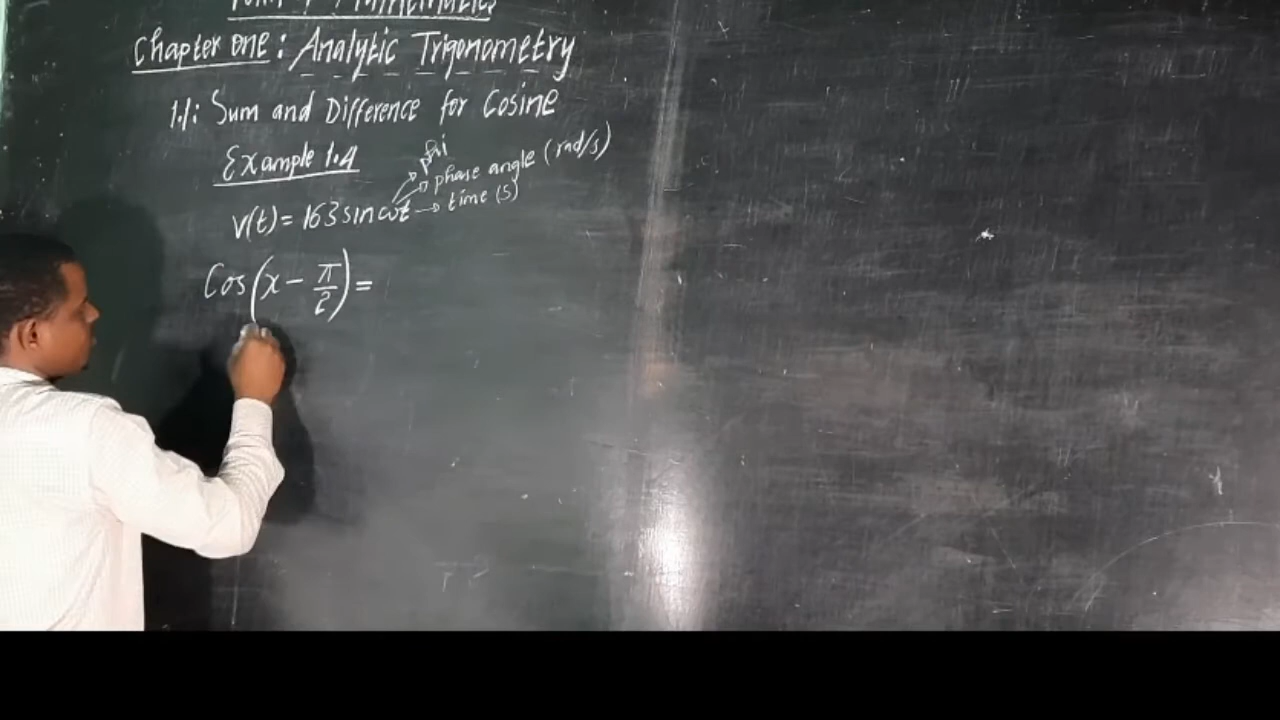 Mathematics
Chapter one: Analytic Trigonometry
1.1: Sum and Difference for Cosine
Example 1.4
v(t) = 163 sin ωt → time (s)
→ phase angle (rad/s)
Cos(x - π/2) =